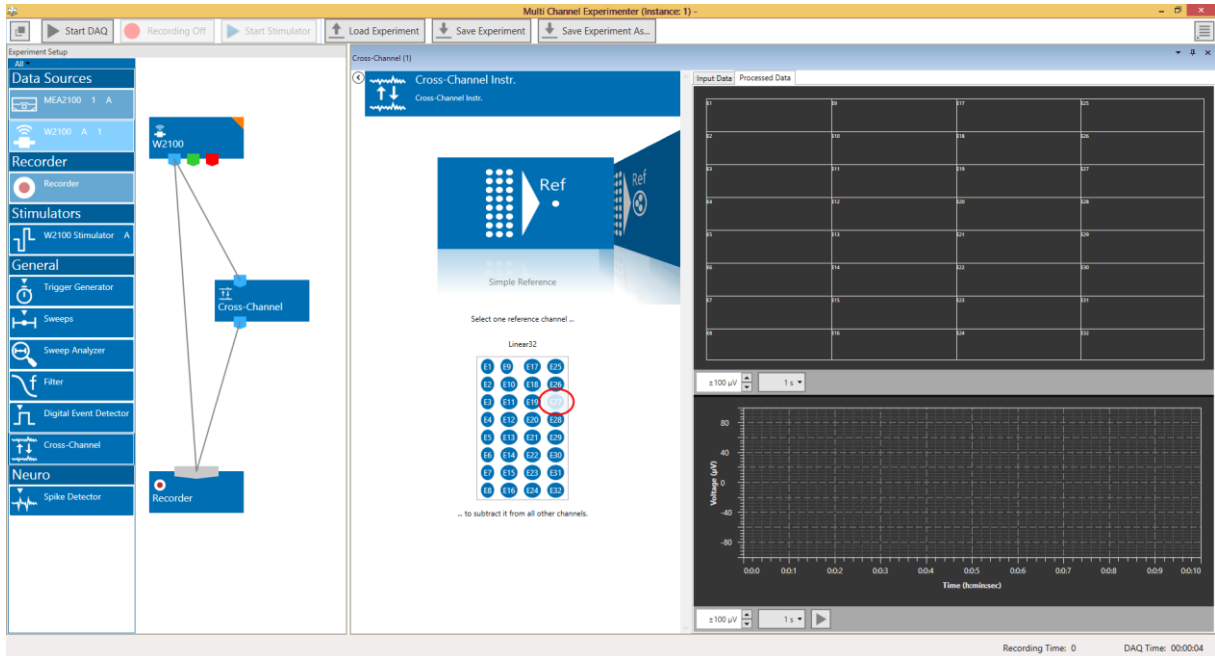 Multi Channel Experimenter (Instance: 1) -
Start DAQ
Recording Off
Start Stimulator
Load Experiment
Save Experiment
Save Experiment As...
Experiment Setup
All
Data Sources
MEA2100 1 A
W2100 A 1
Recorder
Recorder
Stimulators
W2100 Stimulator A
General
Trigger Generator
Sweeps
Sweep Analyzer
Filter
Digital Event Detector
Cross-Channel
Neuro
Spike Detector
W2100
Cross-Channel
Recorder
Cross-Channel (1)
Cross-Channel Instr.
Cross-Channel Instr.
Ref
Ref
Simple Reference
Select one reference channel ...
Linear32
E1 E9 E17 E25
E2 E10 E18 E26
E3 E11 E19 E27
E4 E12 E20 E28
E5 E13 E21 E29
E6 E14 E22 E30
E7 E15 E23 E31
E8 E16 E24 E32
... to subtract it from all other channels.
Input Data Processed Data
E1 E9 E17 E25
E2 E10 E18 E26
E3 E11 E19 E27
E4 E12 E20 E28
E5 E13 E21 E29
E6 E14 E22 E30
E7 E15 E23 E31
E8 E16 E24 E32
±100 µV 1 s
Voltage (µV)
80
40
0
-40
-80
0:0:0 0:0:1 0:0:2 0:0:3 0:0:4 0:0:5 0:0:6 0:0:7 0:0:8 0:0:9 0:0:10
Time (h:min:sec)
±100 µV 1 s
Recording Time: 0 DAQ Time: 00:00:04